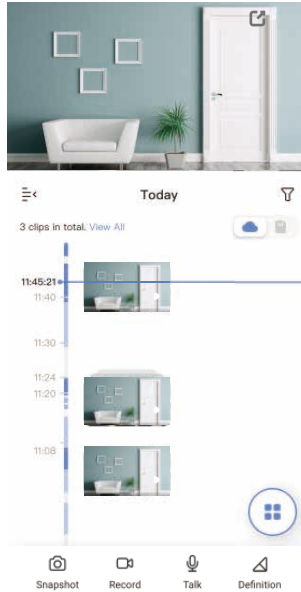 Today
3 clips in total. View All
11:45:21
11:40
11:30
11:24
11:20
11:08
Snapshot Record Talk Definition